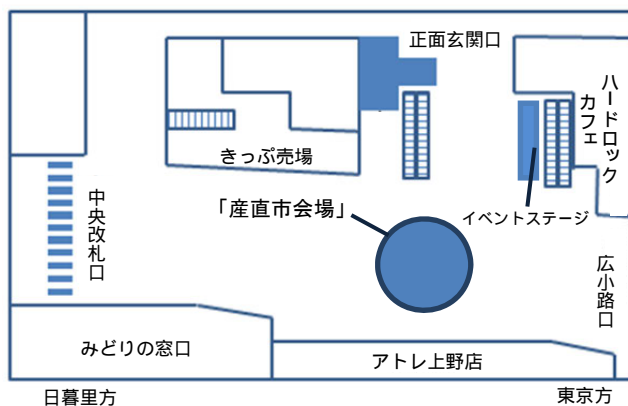 正面玄関口
ハードロック
カフェ
きっぷ売場
「産直市会場」
イベントステージ
中央改札口
広小路口
みどりの窓口
アトレ上野店
日暮里方
東京方